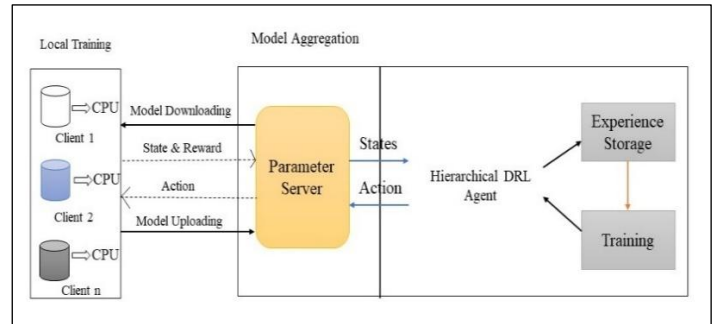 Local Training
Model Aggregation
CPU
Client 1
CPU
Client 2
CPU
Client n
Model Downloading
State & Reward
Action
Model Uploading
Parameter
Server
States
Action
Hierarchical DRL
Agent
Experience
Storage
Training